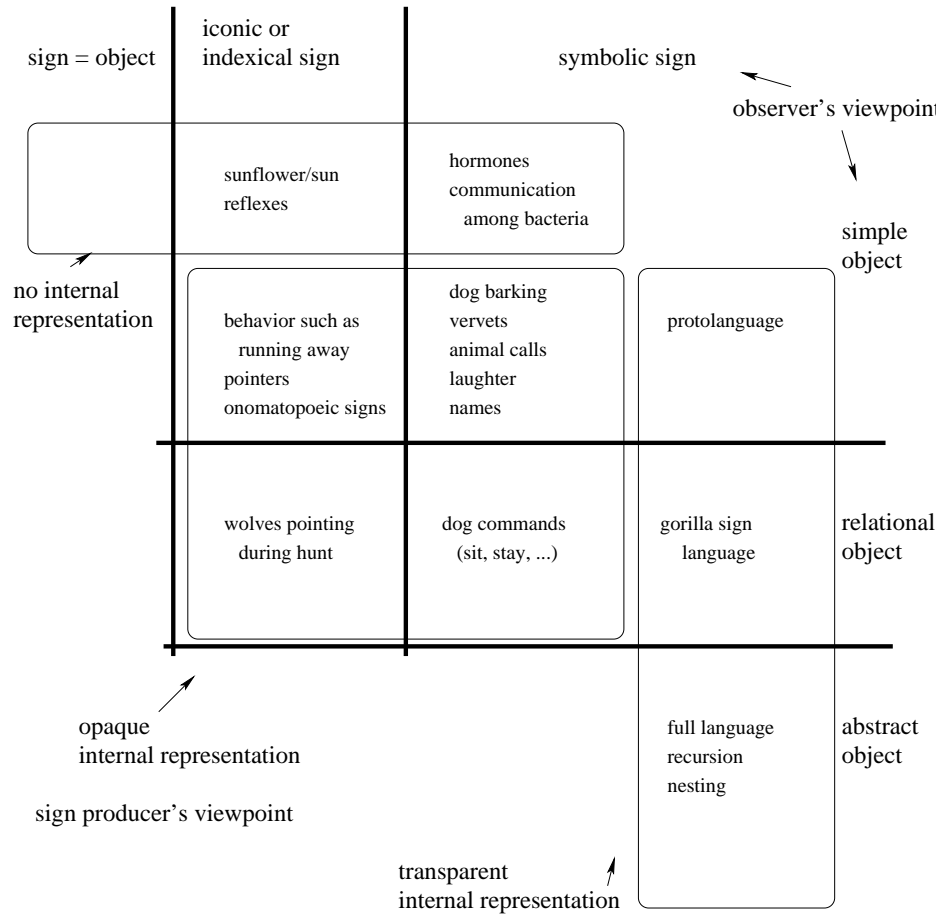 iconic or
sign = object
indexical sign
symbolic sign
observer's viewpoint
sunflower/sun
reflexes
hormones
communication
among bacteria
simple
object
no internal
representation
behavior such as
running away
pointers
onomatopoeic signs
dog barking
vervets
animal calls
laughter
names
protolanguage
wolves pointing
during hunt
dog commands
(sit, stay, ...)
gorilla sign
language
relational
object
opaque
internal representation
full language
recursion
nesting
abstract
object
sign producer's viewpoint
transparent
internal representation